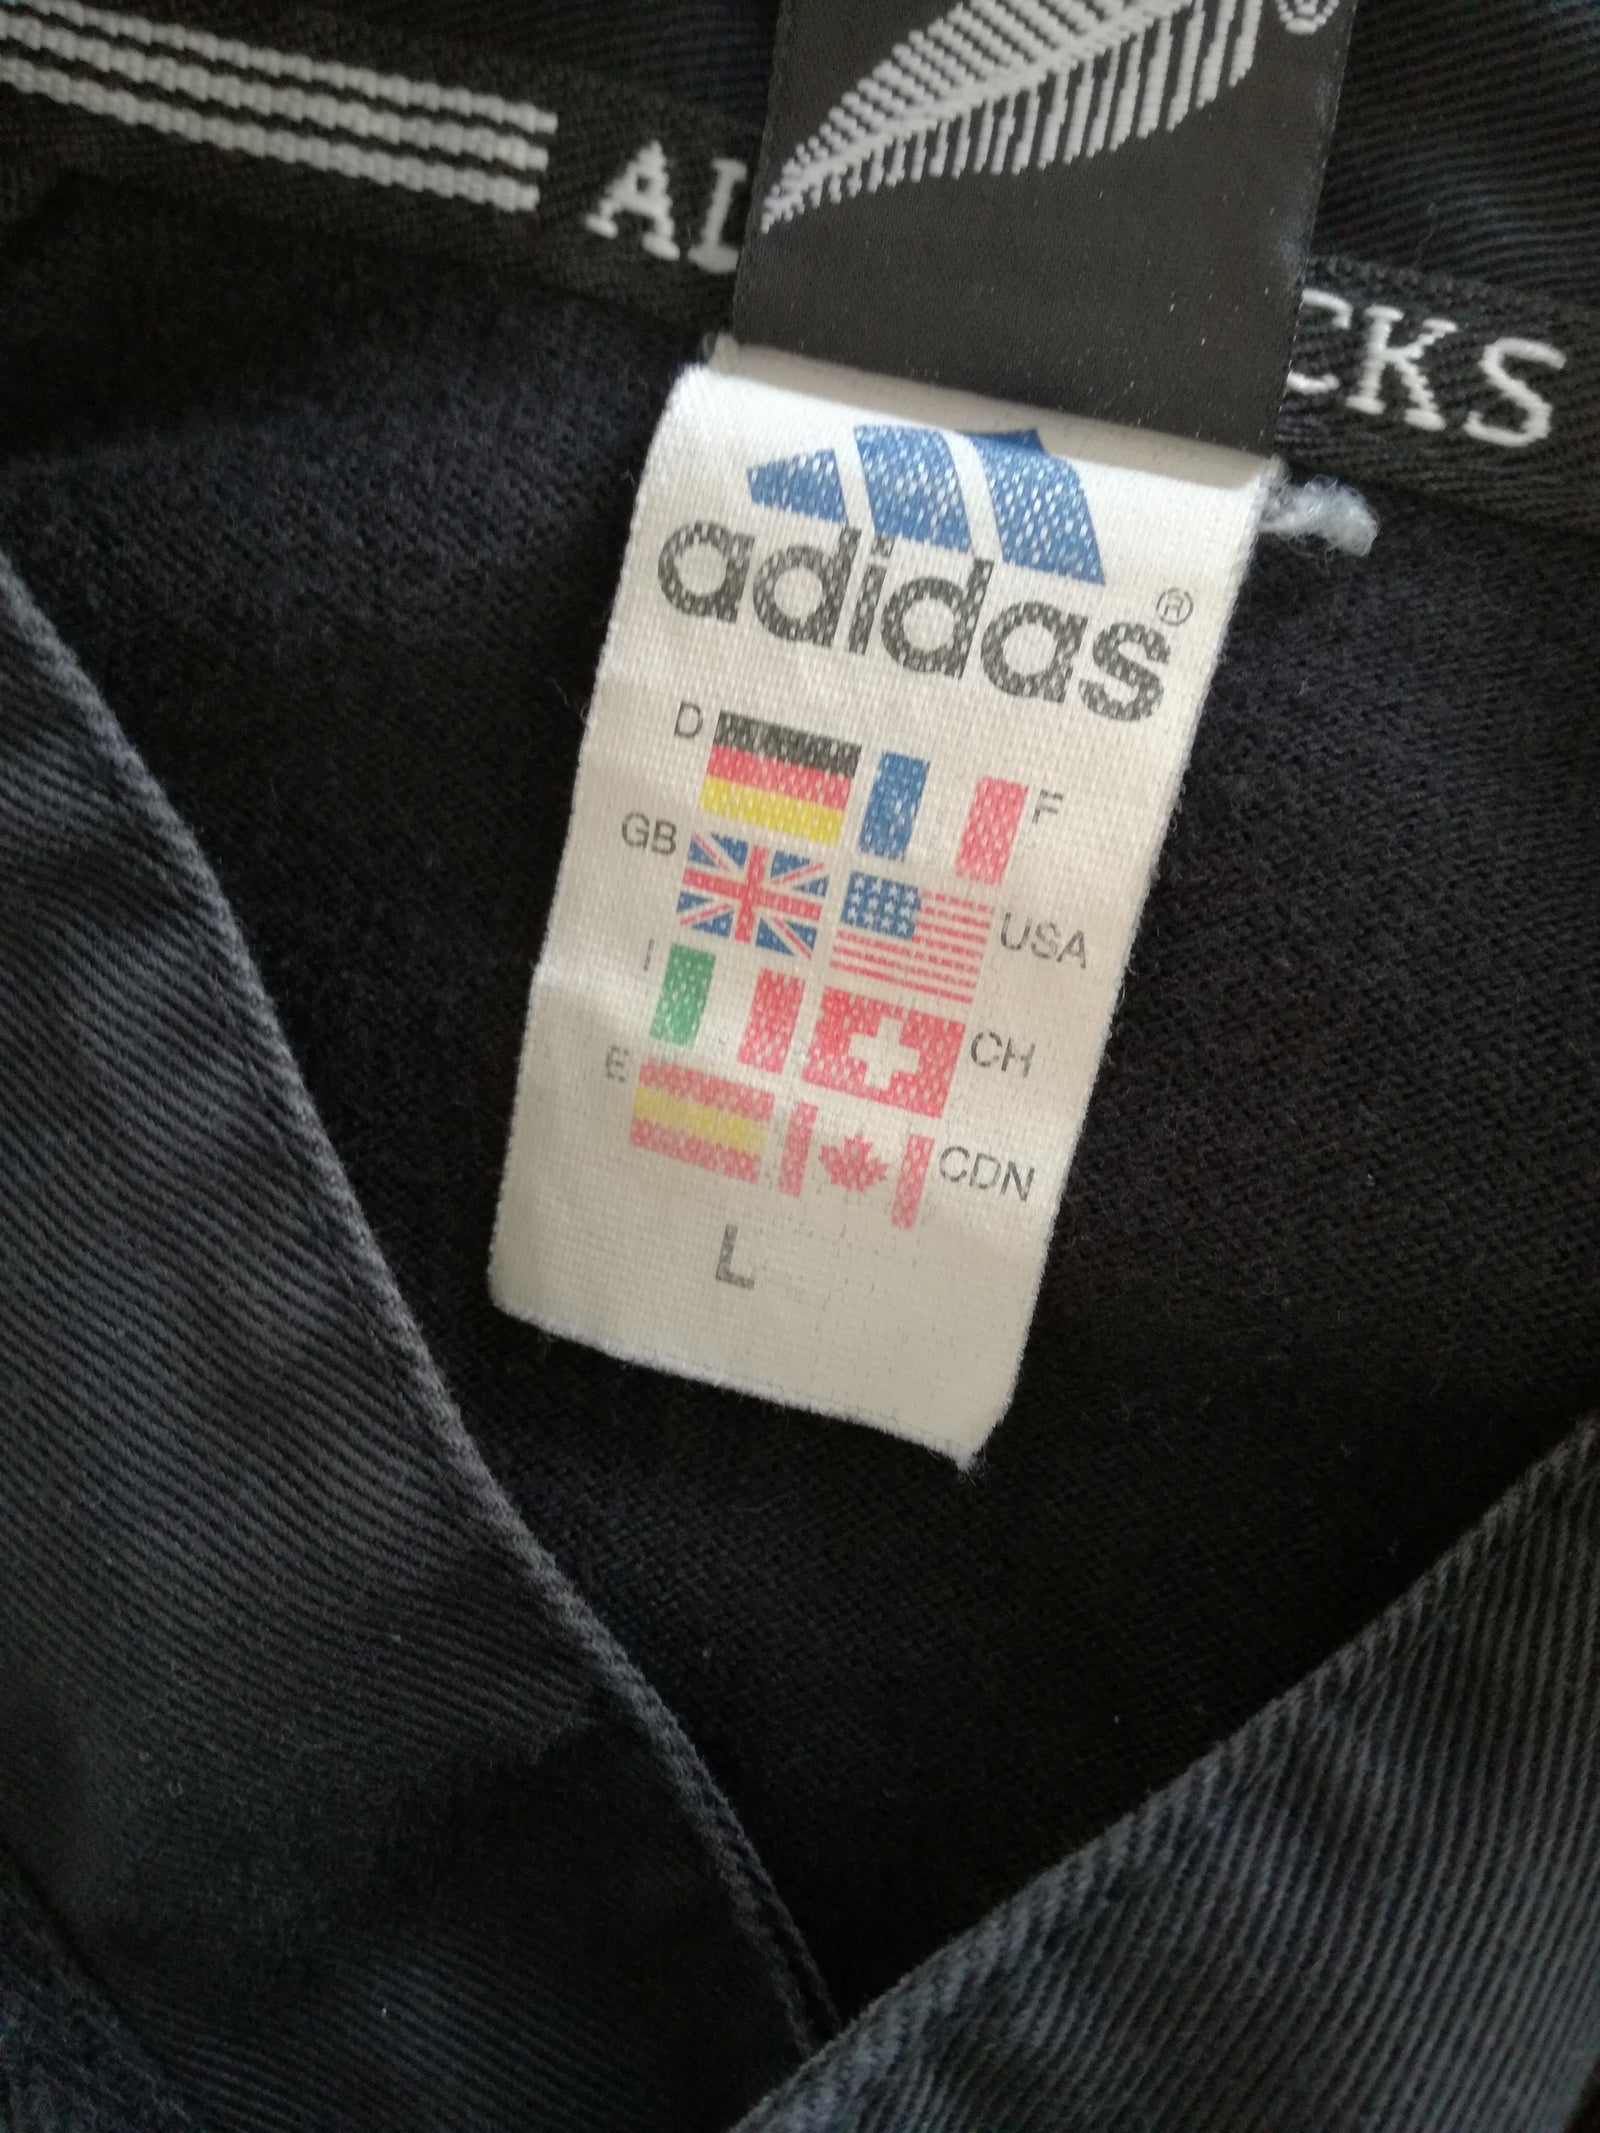 AL
CKS
adidas®
D F
GB USA
I CH
E CDN
L